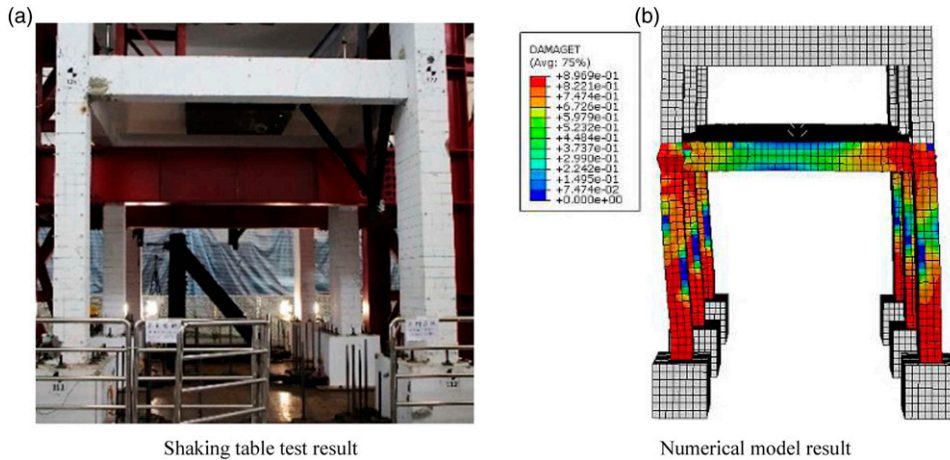 (a)
(b)
DAMAGET
(Avg: 75%)
+8.969e-01
+8.221e-01
+7.474e-01
+6.726e-01
+5.979e-01
+5.232e-01
+4.484e-01
+3.737e-01
+2.990e-01
+2.242e-01
+1.495e-01
+7.474e-02
+0.000e+00
Shaking table test result
Numerical model result